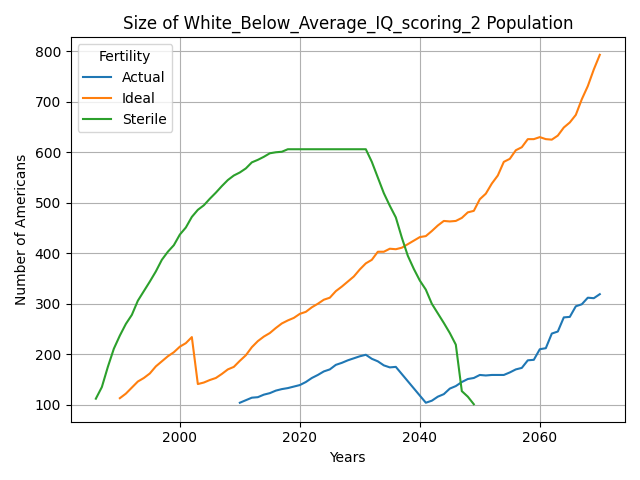 Size of White_Below_Average_IQ_scoring_2 Population
Fertility
Actual
Ideal
Sterile
Number of Americans
800
700
600
500
400
300
200
100
2000
2020
2040
2060
Years